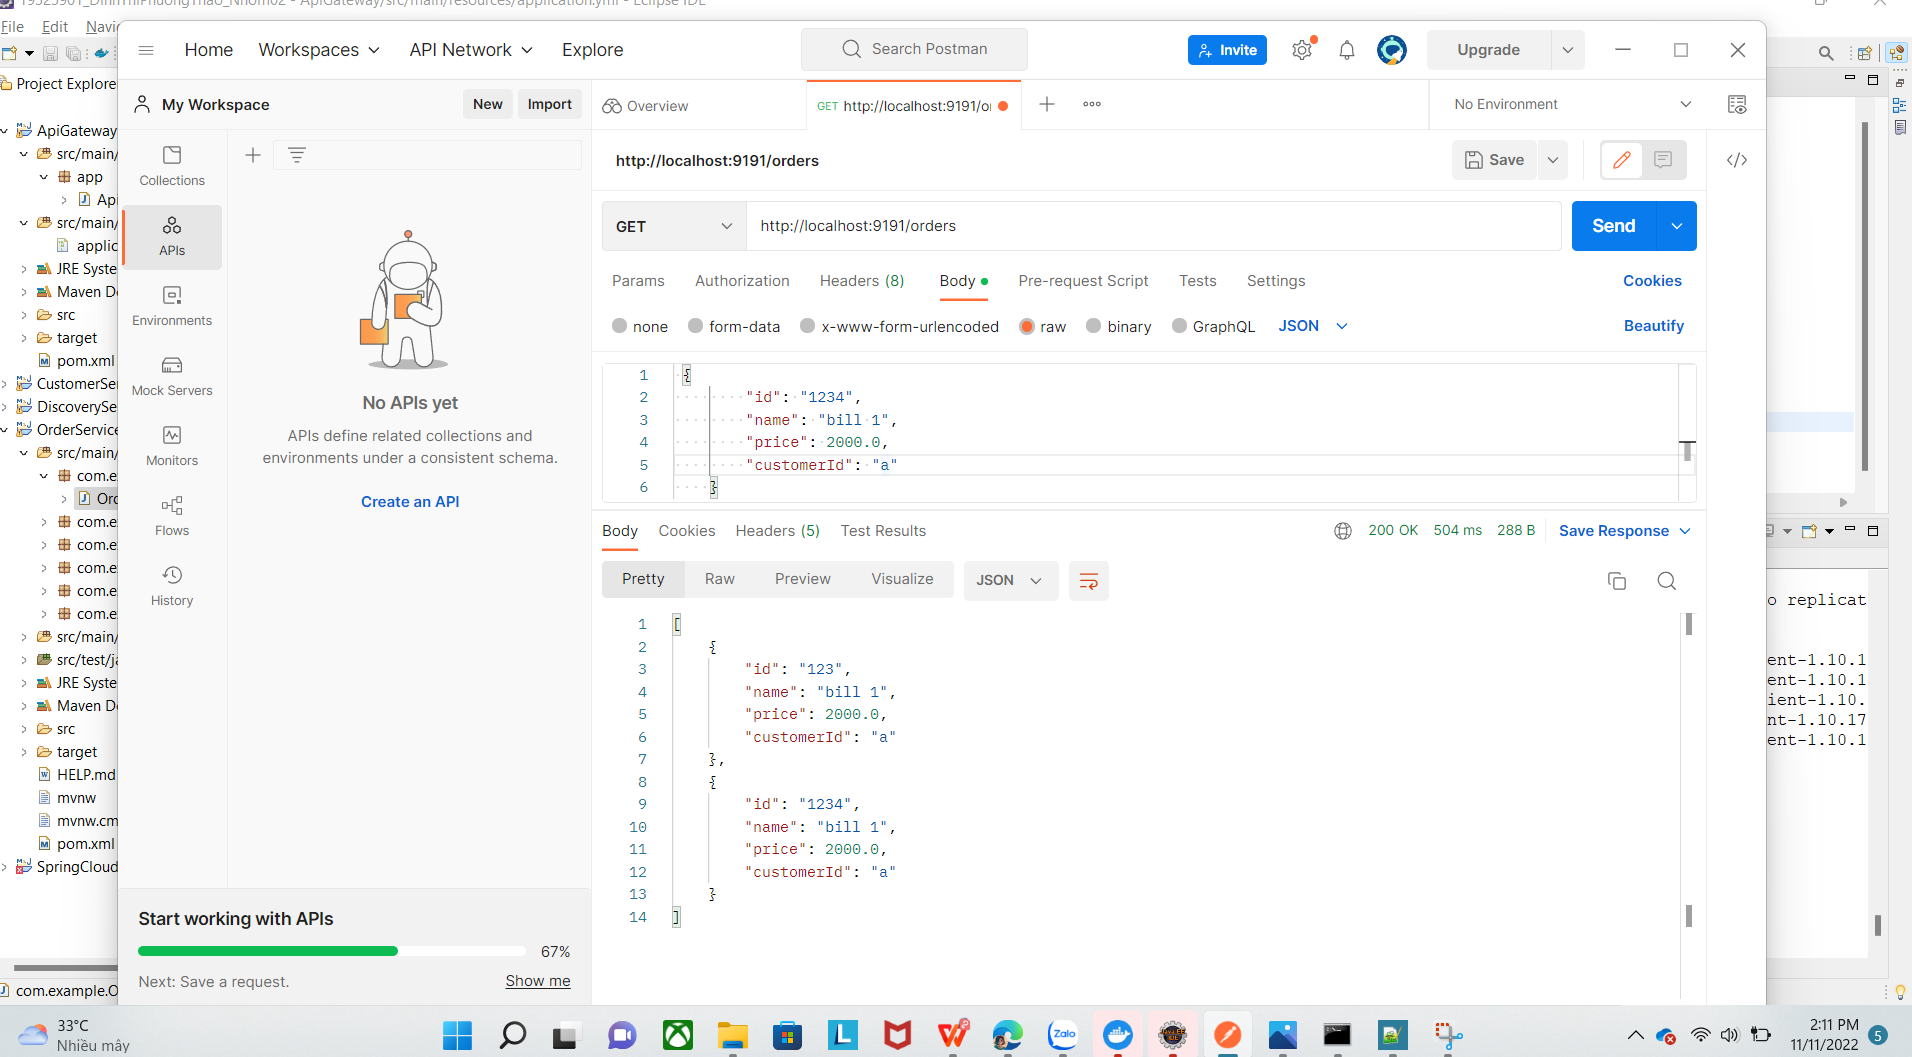 19525901_DinhThiPhuongThao_Nhom02 - ApiGateway/src/main/resources/application.yml - Eclipse IDE
File Edit Navi
Project Explore
ApiGateway
src/main/
app
Api
src/main/
applic
JRE Syste
Maven De
src
target
pom.xml
CustomerSer
DiscoverySe
OrderService
src/main/
com.e
Orc
com.e
com.e
com.e
com.e
com.e
src/main/
src/test/ja
JRE Syste
Maven De
src
target
HELP.md
mvnw
mvnw.cm
pom.xml
SpringCloud
com.example.O
Home Workspaces API Network Explore
Search Postman
Invite
Upgrade
My Workspace
New Import
Overview
GET http://localhost:9191/or
No Environment
Collections
APIs
Environments
Mock Servers
Monitors
Flows
History
No APIs yet
APIs define related collections and
environments under a consistent schema.
Create an API
Start working with APIs
67%
Next: Save a request.
Show me
http://localhost:9191/orders
Save
GET http://localhost:9191/orders
Send
Params Authorization Headers (8) Body Pre-request Script Tests Settings Cookies
none form-data x-www-form-urlencoded raw binary GraphQL JSON Beautify
1 {
2 "id": "1234",
3 "name": "bill 1",
4 "price": 2000.0,
5 "customerId": "a"
6 }
Body Cookies Headers (5) Test Results
200 OK 504 ms 288 B Save Response
Pretty Raw Preview Visualize JSON
1 [
2 {
3 "id": "123",
4 "name": "bill 1",
5 "price": 2000.0,
6 "customerId": "a"
7 },
8 {
9 "id": "1234",
10 "name": "bill 1",
11 "price": 2000.0,
12 "customerId": "a"
13 }
14 ]
o replicat
ent-1.10.1
ent-1.10.1
ient-1.10.
nt-1.10.17
ent-1.10.1
33°C
Nhiều mây
Zalo
2:11 PM
11/11/2022
5